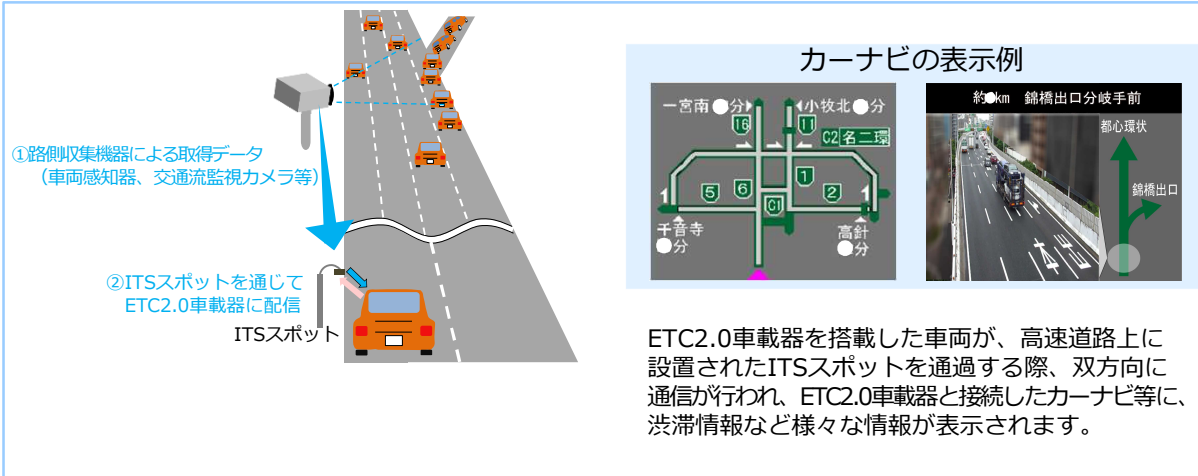 ①路側収集機器による取得データ
（車両感知器、交通流監視カメラ等）
②ITSスポットを通じて
ETC2.0車載器に配信
ITSスポット
カーナビの表示例
一宮南●分
小牧北●分
16
11
C2名二環
5
6
1
2
C1
千音寺
●分
高針
●分
約●km 錦橋出口分岐手前
都心環状
錦橋出口
ETC2.0車載器を搭載した車両が、高速道路上に
設置されたITSスポットを通過する際、双方向に
通信が行われ、ETC2.0車載器と接続したカーナビ等に、
渋滞情報など様々な情報が表示されます。